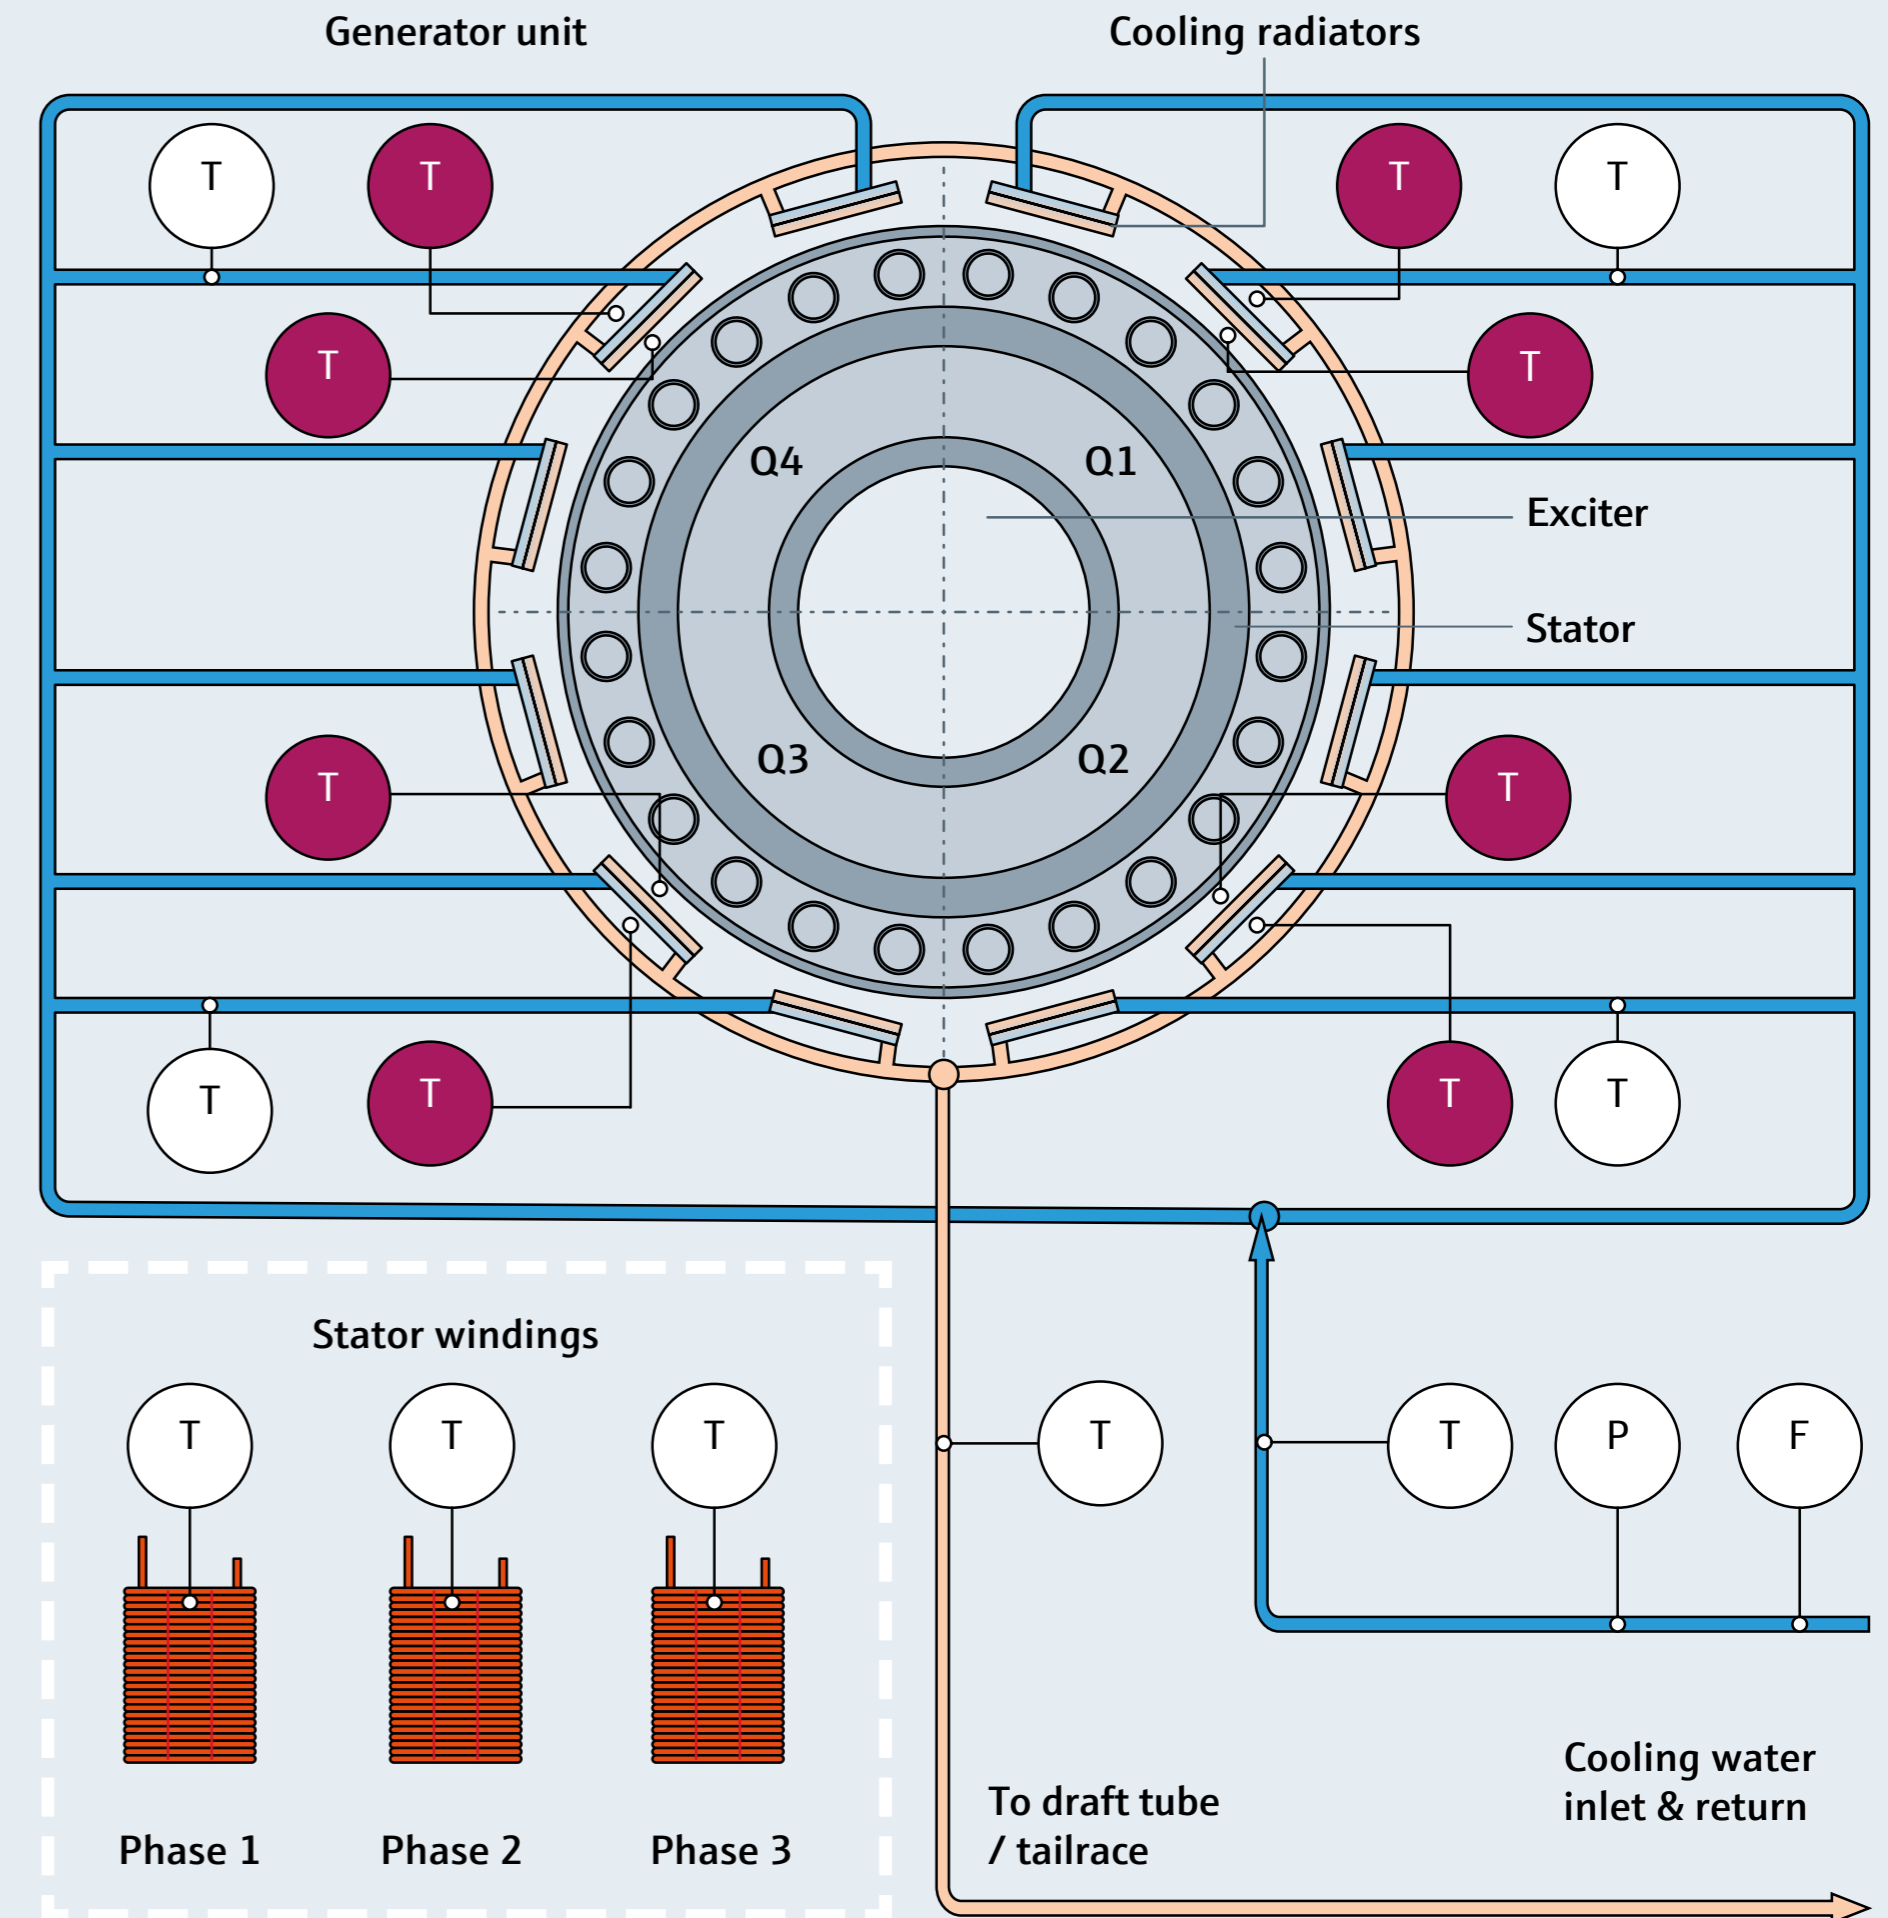 Generator unit
Cooling radiators
T
T
T
T
T
T
Q4
Q1
Exciter
Stator
Q3
Q2
T
T
T
T
T
T
Stator windings
T
T
T
T
T
P
F
Cooling water
inlet & return
To draft tube
/ tailrace
Phase 1
Phase 2
Phase 3